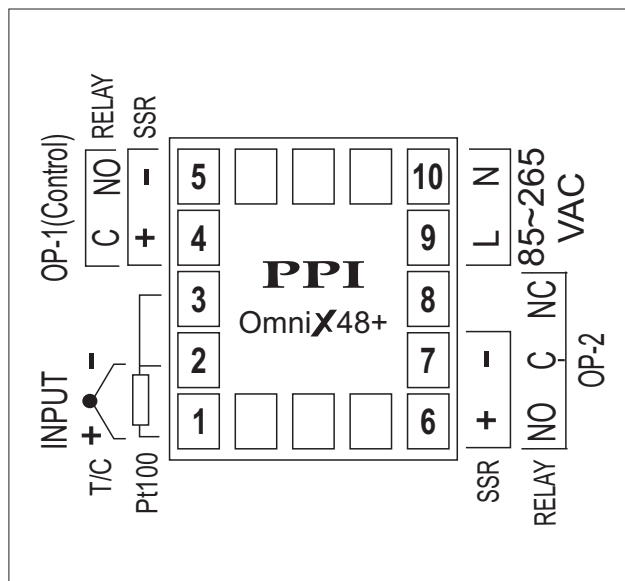 OP-1(Control)
RELAY
SSR
C NO
+ -
5
4
3
2
1
10
9
8
7
6
PPI
OmniX48+
L N
85~265
VAC
INPUT
T/C
+ -
Pt100
+ -
SSR
NO C NC
RELAY
OP-2